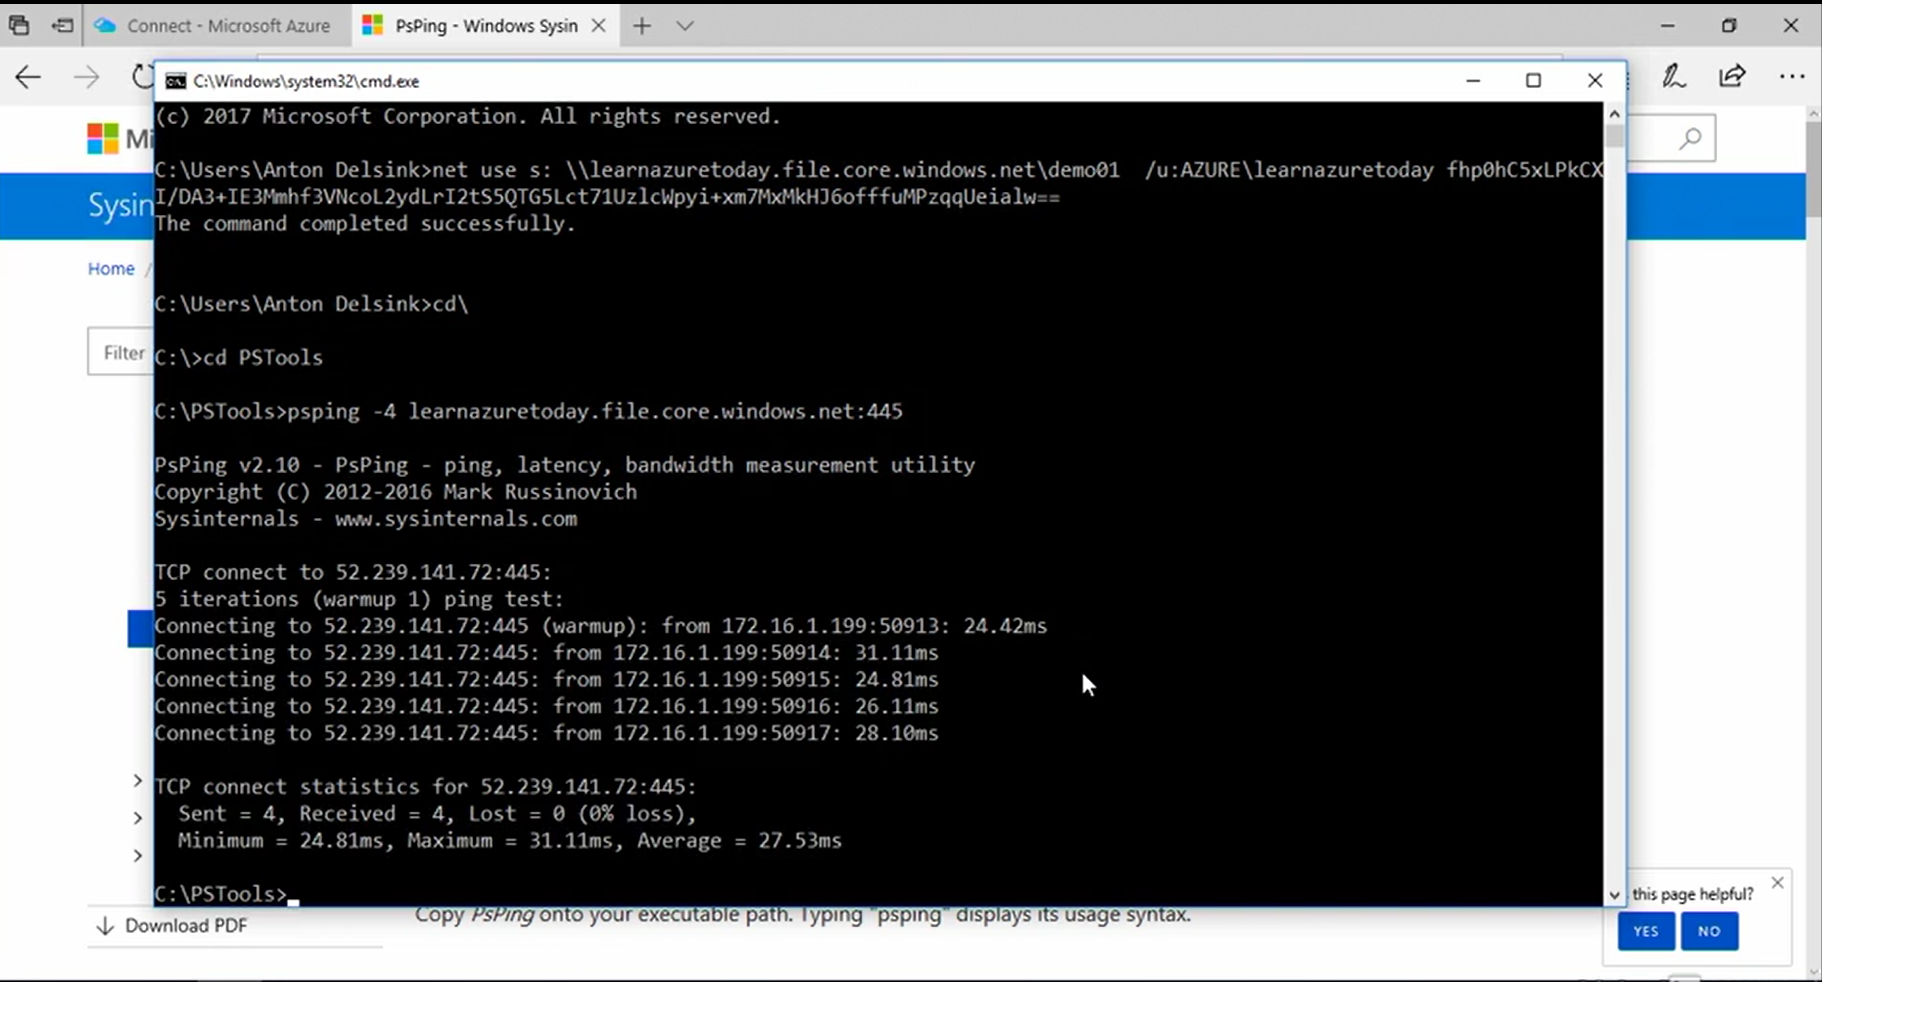 Connect - Microsoft Azure
PsPing - Windows Sysin
C:\Windows\system32\cmd.exe
(c) 2017 Microsoft Corporation. All rights reserved.
C:\Users\Anton Delsink>net use s: \\learnazuretoday.file.core.windows.net\demo01  /u:AZURE\learnazuretoday fhp0hC5xLPkCX
I/DA3+IE3Mmhf3VNcoL2ydLrI2tS5QTG5Lct71UzlcWpyi+xm7MxMkHJ6offfuMPzqqUeialw==
The command completed successfully.
C:\Users\Anton Delsink>cd\
C:\>cd PSTools
C:\PSTools>psping -4 learnazuretoday.file.core.windows.net:445
PsPing v2.10 - PsPing - ping, latency, bandwidth measurement utility
Copyright (C) 2012-2016 Mark Russinovich
Sysinternals - www.sysinternals.com
TCP connect to 52.239.141.72:445:
5 iterations (warmup 1) ping test:
Connecting to 52.239.141.72:445 (warmup): from 172.16.1.199:50913: 24.42ms
Connecting to 52.239.141.72:445: from 172.16.1.199:50914: 31.11ms
Connecting to 52.239.141.72:445: from 172.16.1.199:50915: 24.81ms
Connecting to 52.239.141.72:445: from 172.16.1.199:50916: 26.11ms
Connecting to 52.239.141.72:445: from 172.16.1.199:50917: 28.10ms
TCP connect statistics for 52.239.141.72:445:
Sent = 4, Received = 4, Lost = 0 (0% loss),
Minimum = 24.81ms, Maximum = 31.11ms, Average = 27.53ms
C:\PSTools>
Mi
Sysin
Home /
Filter
Download PDF
Copy PsPing onto your executable path. Typing "psping" displays its usage syntax.
this page helpful?
YES
NO